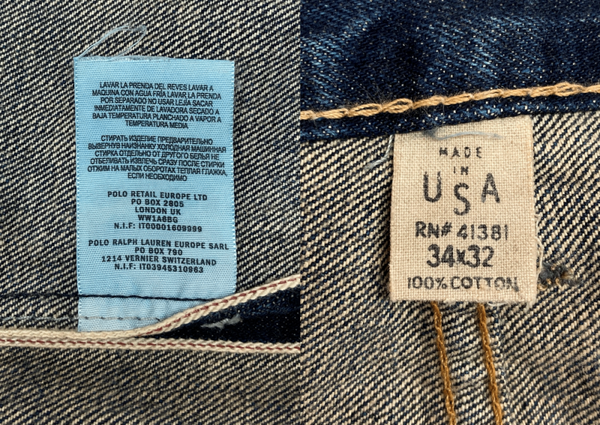 LAVAR LA PRENDA DEL REVES LAVAR A
MAQUINA CON AGUA FRIA LAVAR LA PRENDA
POR SEPARADO NO USAR LEJIA SACAR
INMEDIATAMENTE DE LAVADORA SEGADO A
BAJA TEMPERATURA PLANCHADO A VAPOR A
TEMPERATURA MEDIA
СТИРАТЬ ИЗДЕЛИЕ ПРЕДВАРИТЕЛЬНО
ВЫВЕРНУВ НАИЗНАНКУ ХОЛОДНАЯ МАШИННАЯ
СТИРКА ОТДЕЛЬНО ОТ ДРУГОГО БЕЛЬЯ НЕ
ОТБЕЛИВАТЬ ИЗВЛЕЧЬ СРАЗУ ПОСЛЕ СТИРКИ
ОТЖИМ НА МАЛЫХ ОБОРОТАХ ТЕПЛАЯ ГЛАЖКА,
ЕСЛИ НЕОБХОДИМО
POLO RETAIL EUROPE LTD
PO BOX 2805
LONDON UK
WW1A6BG
N.I.F: IT00001609999
POLO RALPH LAUREN EUROPE SARL
PO BOX 790
1214 VERNIER SWITZERLAND
N.I.F: IT03945310963
MADE
IN
USA
RN# 41381
34x32
100% COTTON